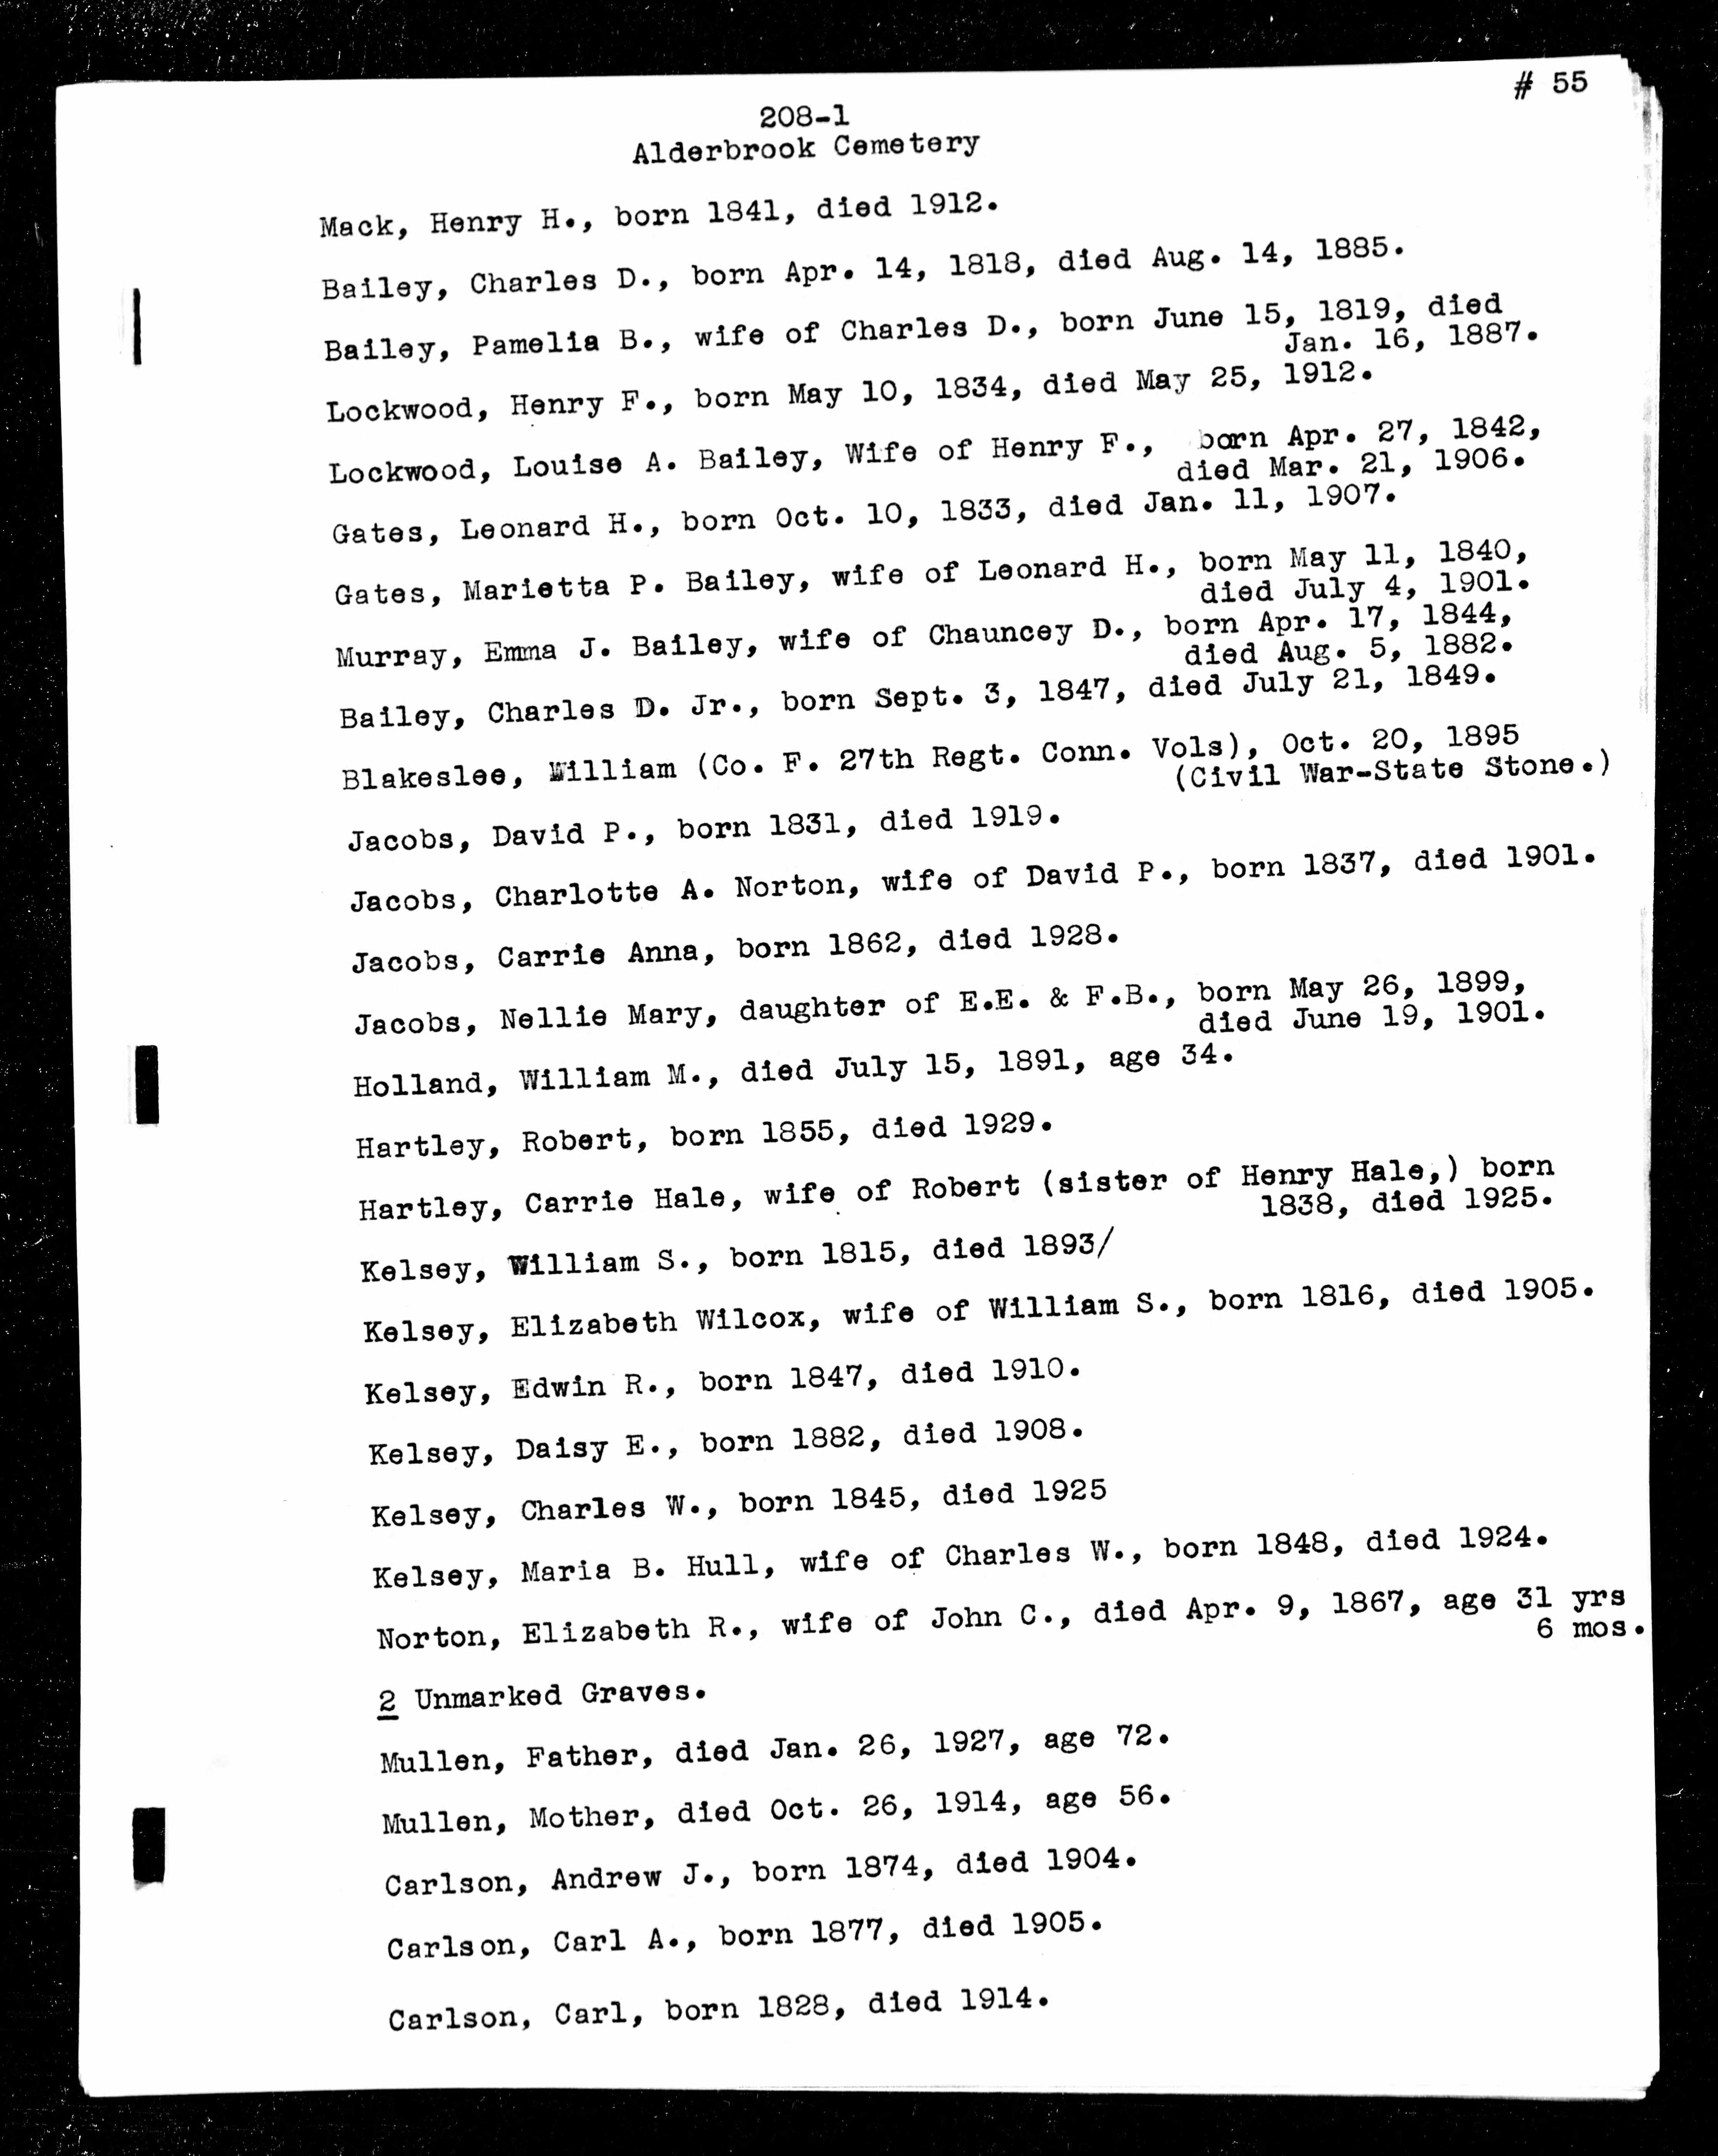 # 55
208-1
Alderbrook Cemetery
Mack, Henry H., born 1841, died 1912.
Bailey, Charles D., born Apr. 14, 1818, died Aug. 14, 1885.
Bailey, Pamelia B., wife of Charles D., born June 15, 1819, died
Jan. 16, 1887.
Lockwood, Henry F., born May 10, 1834, died May 25, 1912.
Lockwood, Louise A. Bailey, Wife of Henry F., born Apr. 27, 1842,
died Mar. 21, 1906.
Gates, Leonard H., born Oct. 10, 1833, died Jan. 11, 1907.
Gates, Marietta P. Bailey, wife of Leonard H., born May 11, 1840,
died July 4, 1901.
Murray, Emma J. Bailey, wife of Chauncey D., born Apr. 17, 1844,
died Aug. 5, 1882.
Bailey, Charles D. Jr., born Sept. 3, 1847, died July 21, 1849.
Blakeslee, William (Co. F. 27th Regt. Conn. Vols), Oct. 20, 1895
(Civil War-State Stone.)
Jacobs, David P., born 1831, died 1919.
Jacobs, Charlotte A. Norton, wife of David P., born 1837, died 1901.
Jacobs, Carrie Anna, born 1862, died 1928.
Jacobs, Nellie Mary, daughter of E.E. & F.B., born May 26, 1899,
died June 19, 1901.
Holland, William M., died July 15, 1891, age 34.
Hartley, Robert, born 1855, died 1929.
Hartley, Carrie Hale, wife of Robert (sister of Henry Hale,) born
1838, died 1925.
Kelsey, William S., born 1815, died 1893/
Kelsey, Elizabeth Wilcox, wife of William S., born 1816, died 1905.
Kelsey, Edwin R., born 1847, died 1910.
Kelsey, Daisy E., born 1882, died 1908.
Kelsey, Charles W., born 1845, died 1925
Kelsey, Maria B. Hull, wife of Charles W., born 1848, died 1924.
Norton, Elizabeth R., wife of John C., died Apr. 9, 1867, age 31 yrs
6 mos.
2 Unmarked Graves.
Mullen, Father, died Jan. 26, 1927, age 72.
Mullen, Mother, died Oct. 26, 1914, age 56.
Carlson, Andrew J., born 1874, died 1904.
Carlson, Carl A., born 1877, died 1905.
Carlson, Carl, born 1828, died 1914.